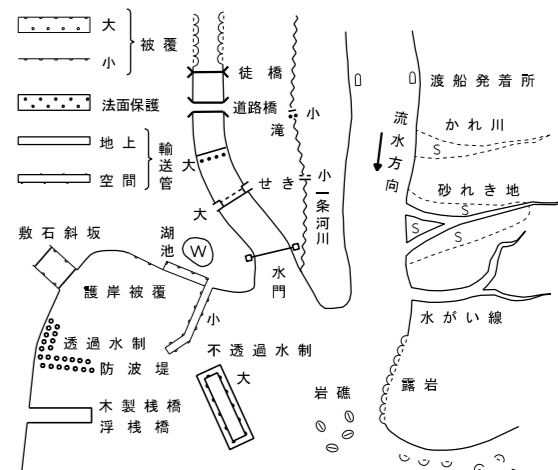 大
被覆
小
法面保護
地上
輸送管
空間
徒橋
道路橋
小
滝
大
せき
小
大
一条河川
渡船発着所
流水方向
かれ川
S
砂れき地
S
S
S
敷石斜坂
湖池
W
水門
護岸被覆
小
透過水制
不透過水制
防波堤
大
木製桟橋
浮桟橋
岩礁
水がい線
露岩